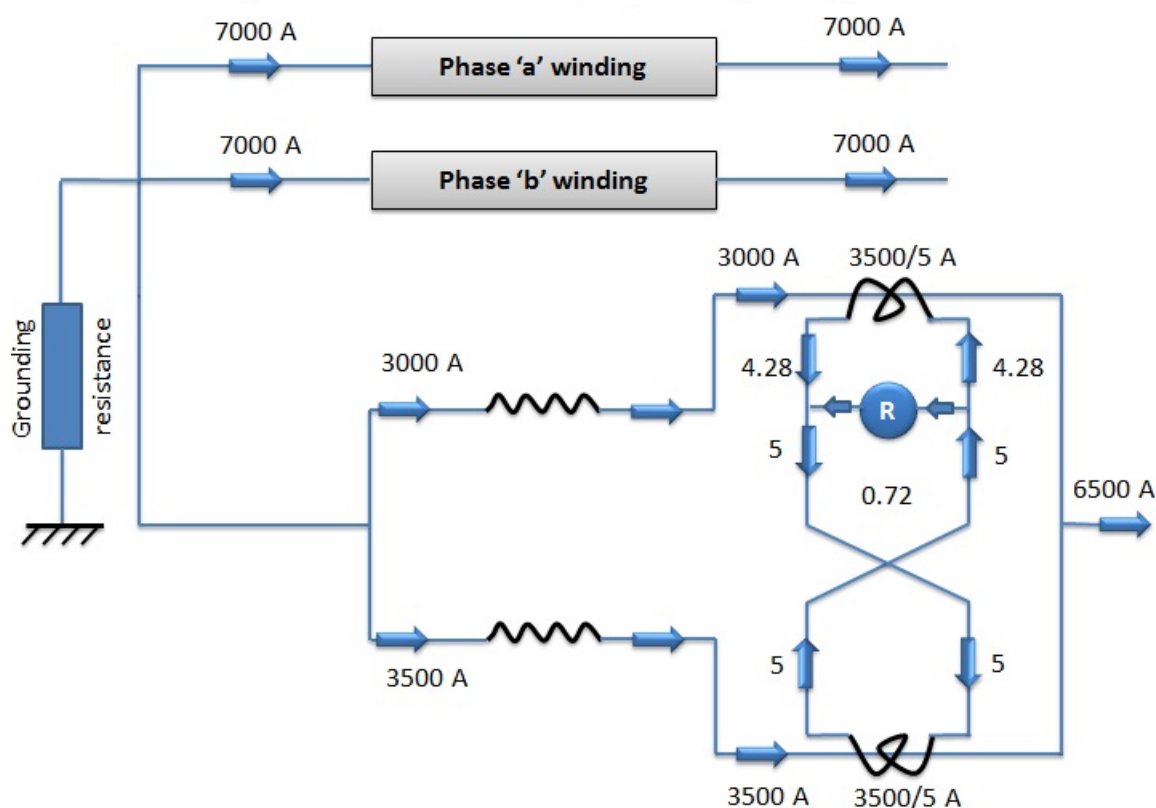 7000 A
7000 A
Phase ‘a’ winding
7000 A
7000 A
Phase ‘b’ winding
Grounding
resistance
3000 A
3500/5 A
3000 A
4.28
4.28
R
5
5
0.72
6500 A
3500 A
5
5
3500 A
3500/5 A